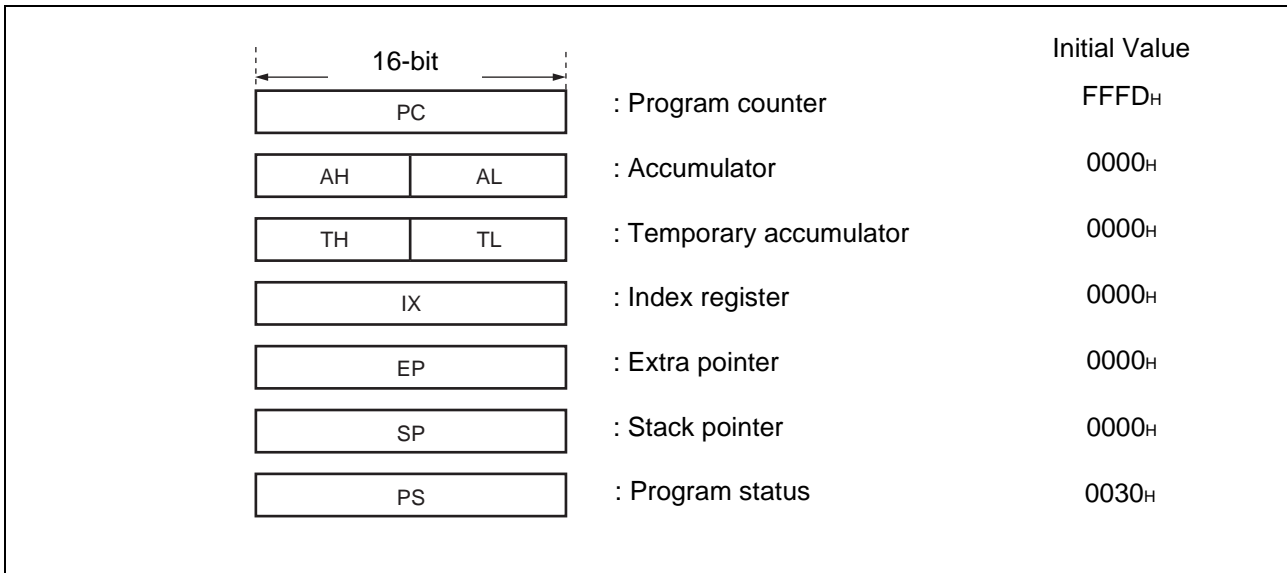 16-bit Initial Value
PC : Program counter FFFDH
AH AL : Accumulator 0000H
TH TL : Temporary accumulator 0000H
IX : Index register 0000H
EP : Extra pointer 0000H
SP : Stack pointer 0000H
PS : Program status 0030H